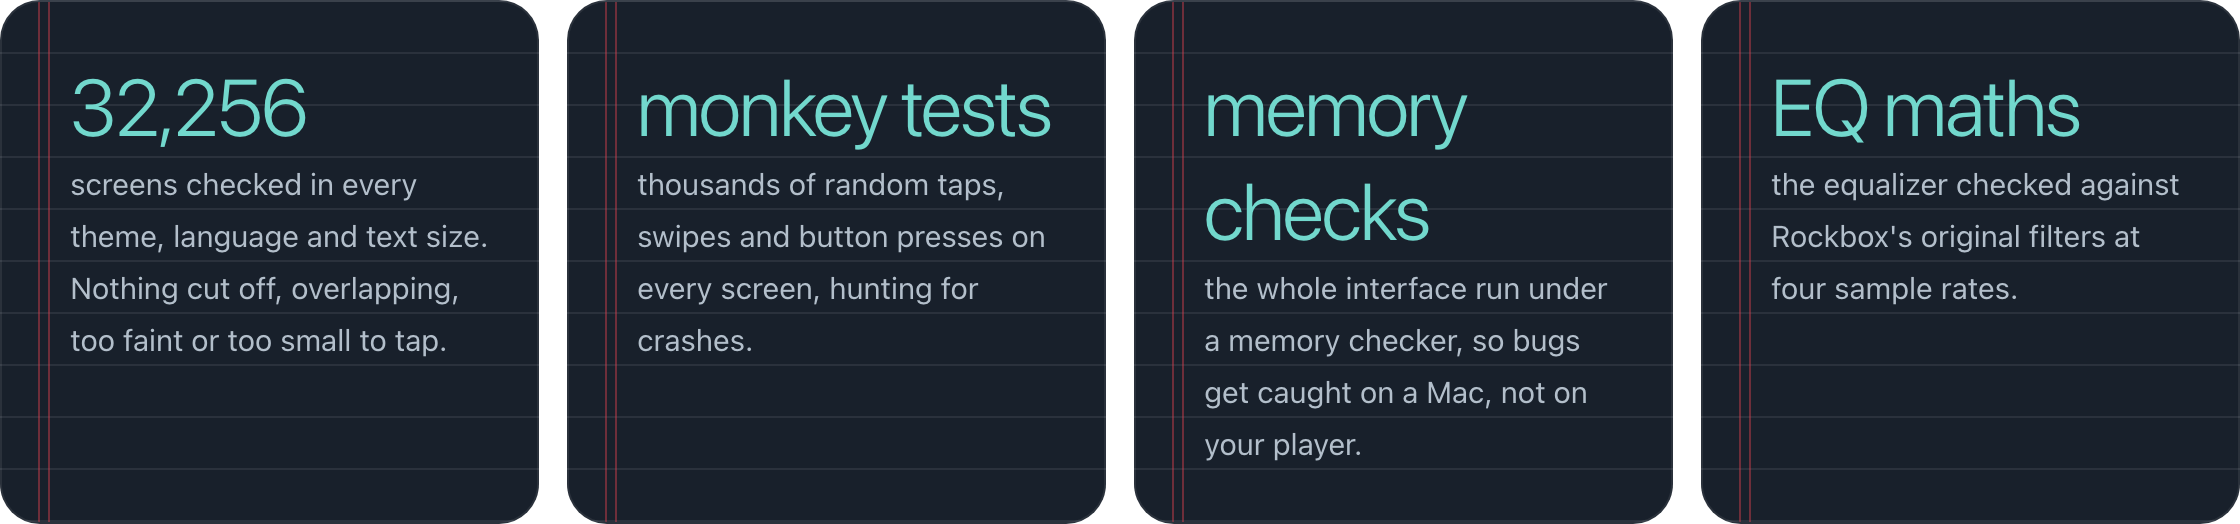 32,256
screens checked in every
theme, language and text size.
Nothing cut off, overlapping,
too faint or too small to tap.
monkey tests
thousands of random taps,
swipes and button presses on
every screen, hunting for
crashes.
memory
checks
the whole interface run under
a memory checker, so bugs
get caught on a Mac, not on
your player.
EQ maths
the equalizer checked against
Rockbox's original filters at
four sample rates.